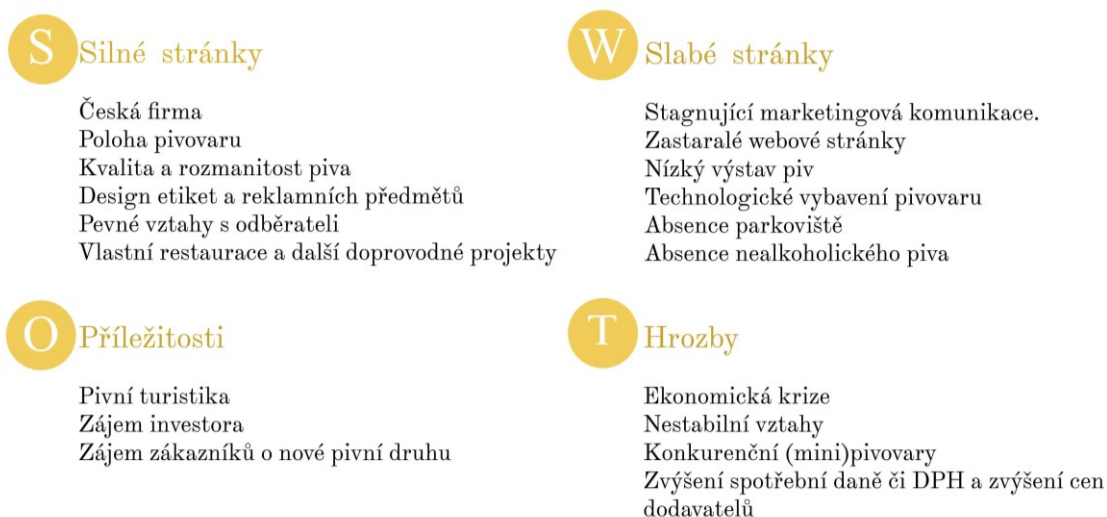 S Silné stránky
Česká firma
Poloha pivovaru
Kvalita a rozmanitost piva
Design etiket a reklamních předmětů
Pevné vztahy s odběrateli
Vlastní restaurace a další doprovodné projekty
W Slabé stránky
Stagnující marketingová komunikace.
Zastaralé webové stránky
Nízký výstav piv
Technologické vybavení pivovaru
Absence parkoviště
Absence nealkoholického piva
O Příležitosti
Pivní turistika
Zájem investora
Zájem zákazníků o nové pivní druhu
T Hrozby
Ekonomická krize
Nestabilní vztahy
Konkurenční (mini)pivovary
Zvýšení spotřební daně či DPH a zvýšení cen
dodavatelů